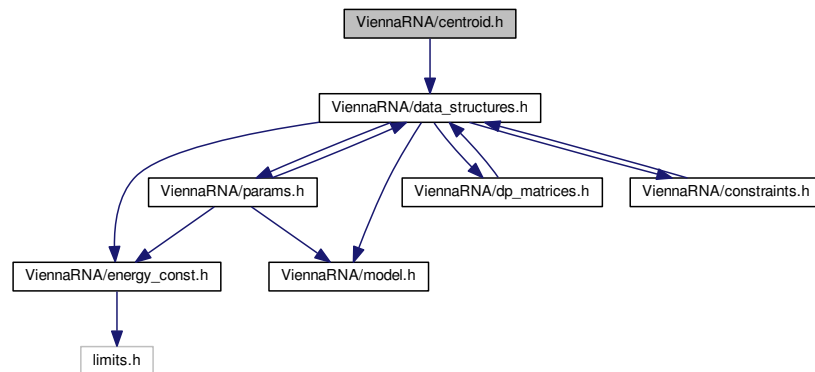 ViennaRNA/centroid.h
ViennaRNA/data_structures.h
ViennaRNA/params.h
ViennaRNA/dp_matrices.h
ViennaRNA/constraints.h
ViennaRNA/energy_const.h
ViennaRNA/model.h
limits.h